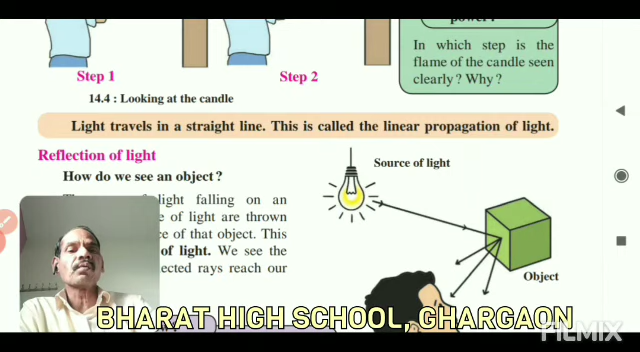 power?
In which step is the
flame of the candle seen
clearly? Why?
Step 1
Step 2
14.4 : Looking at the candle
Light travels in a straight line. This is called the linear propagation of light.
Reflection of light
How do we see an object?
Source of light
light falling on an
of light are thrown
of that object. This
of light. We see the
rays reach our
Object
BHARAT HIGH SCHOOL, GHARGAON
FILMIX